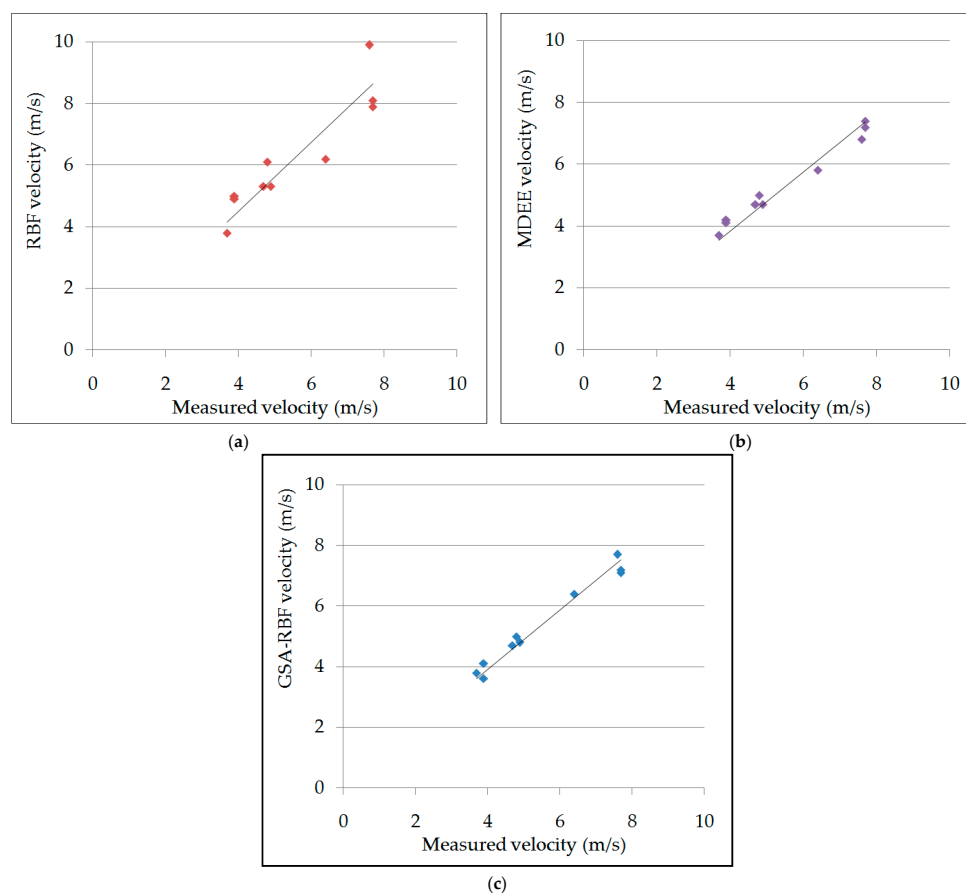 RBF velocity (m/s)
10
8
6
4
2
0
0 2 4 6 8 10
Measured velocity (m/s)
(a)
MDEE velocity (m/s)
10
8
6
4
2
0
0 2 4 6 8 10
Measured velocity (m/s)
(b)
GSA-RBF velocity (m/s)
10
8
6
4
2
0
0 2 4 6 8 10
Measured velocity (m/s)
(c)